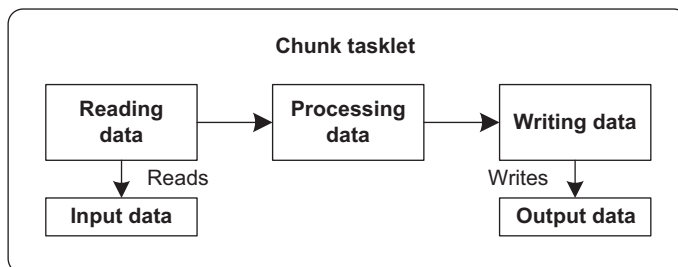 Chunk tasklet
Reading
data
Processing
data
Writing data
Reads
Writes
Input data
Output data